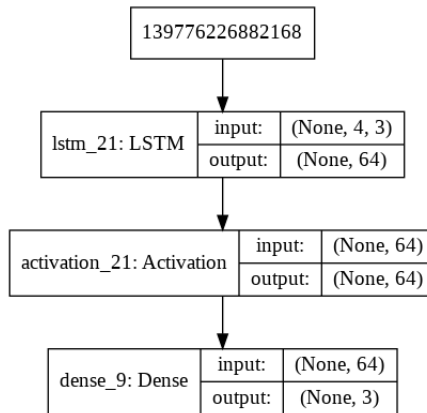 139776226882168
lstm_21: LSTM
input: (None, 4, 3)
output: (None, 64)
activation_21: Activation
input: (None, 64)
output: (None, 64)
dense_9: Dense
input: (None, 64)
output: (None, 3)